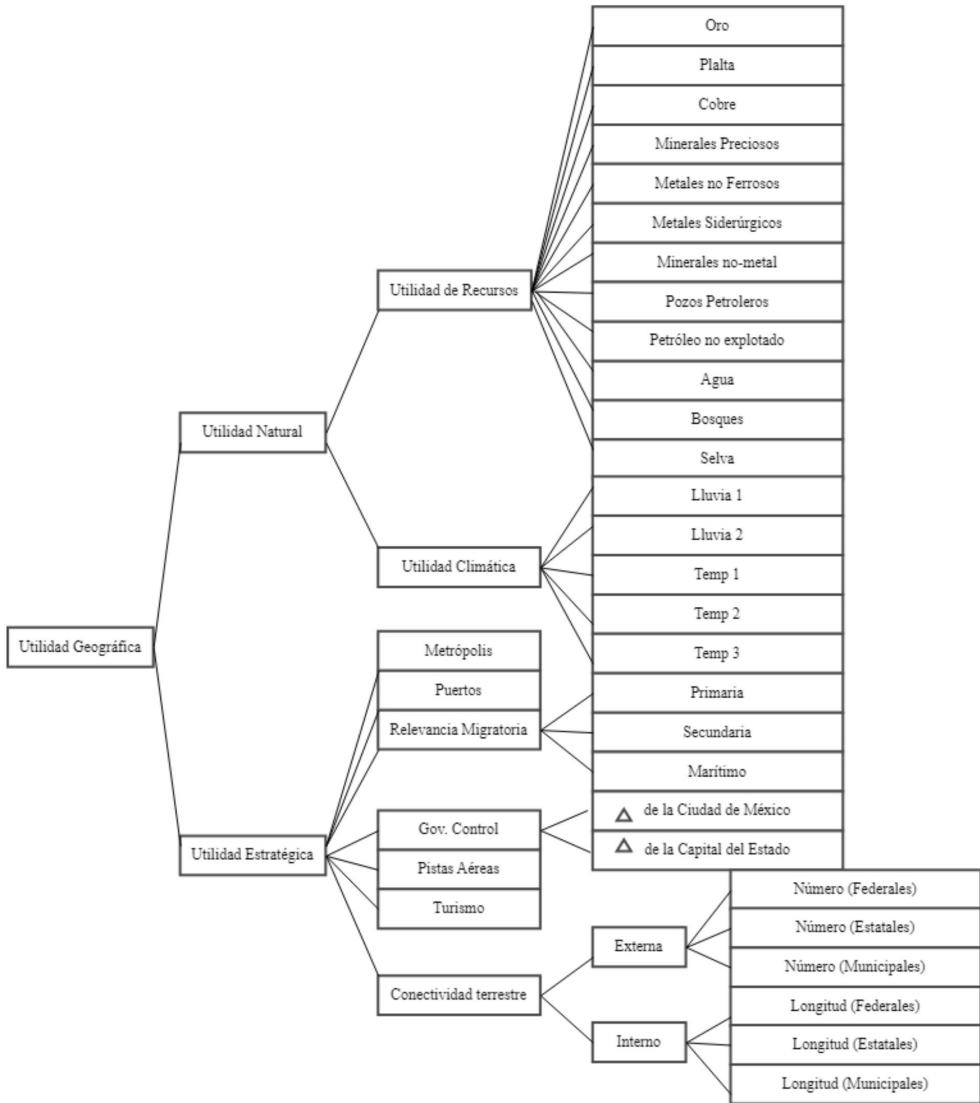 Oro
Plalta
Cobre
Minerales Preciosos
Metales no Ferrosos
Metales Siderúrgicos
Minerales no-metal
Utilidad de Recursos
Pozos Petroleros
Petróleo no explotado
Agua
Bosques
Utilidad Natural
Selva
Lluvia 1
Lluvia 2
Utilidad Climática
Temp 1
Temp 2
Utilidad Geográfica
Metrópolis
Temp 3
Puertos
Primaria
Relevancia Migratoria
Secundaria
Marítimo
△ de la Ciudad de México
Gov. Control
Utilidad Estratégica
△ de la Capital del Estado
Pistas Aéreas
Número (Federales)
Turismo
Número (Estatales)
Externa
Número (Municipales)
Conectividad terrestre
Longitud (Federales)
Interno
Longitud (Estatales)
Longitud (Municipales)